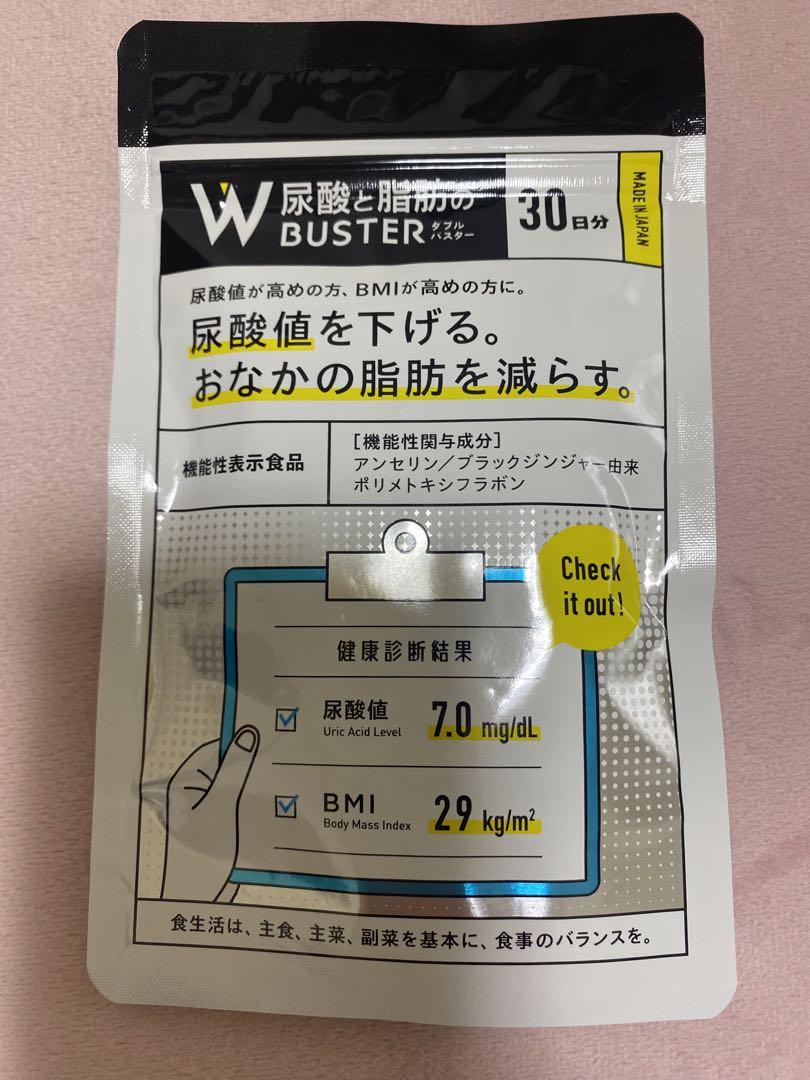 W 尿酸と脂肪の
BUSTER タブル
バスター
30日分
MADE IN JAPAN
尿酸値が高めの方、BMIが高めの方に。
尿酸値を下げる。
おなかの脂肪を減らす。
機能性表示食品
[機能性関与成分]
アンセリン／ブラックジンジャー由来
ポリメトキシフラボン
Check
it out!
健康診断結果
尿酸値 7.0 mg/dL
Uric Acid Level
BMI 29 kg/m²
Body Mass Index
食生活は、主食、主菜、副菜を基本に、食事のバランスを。